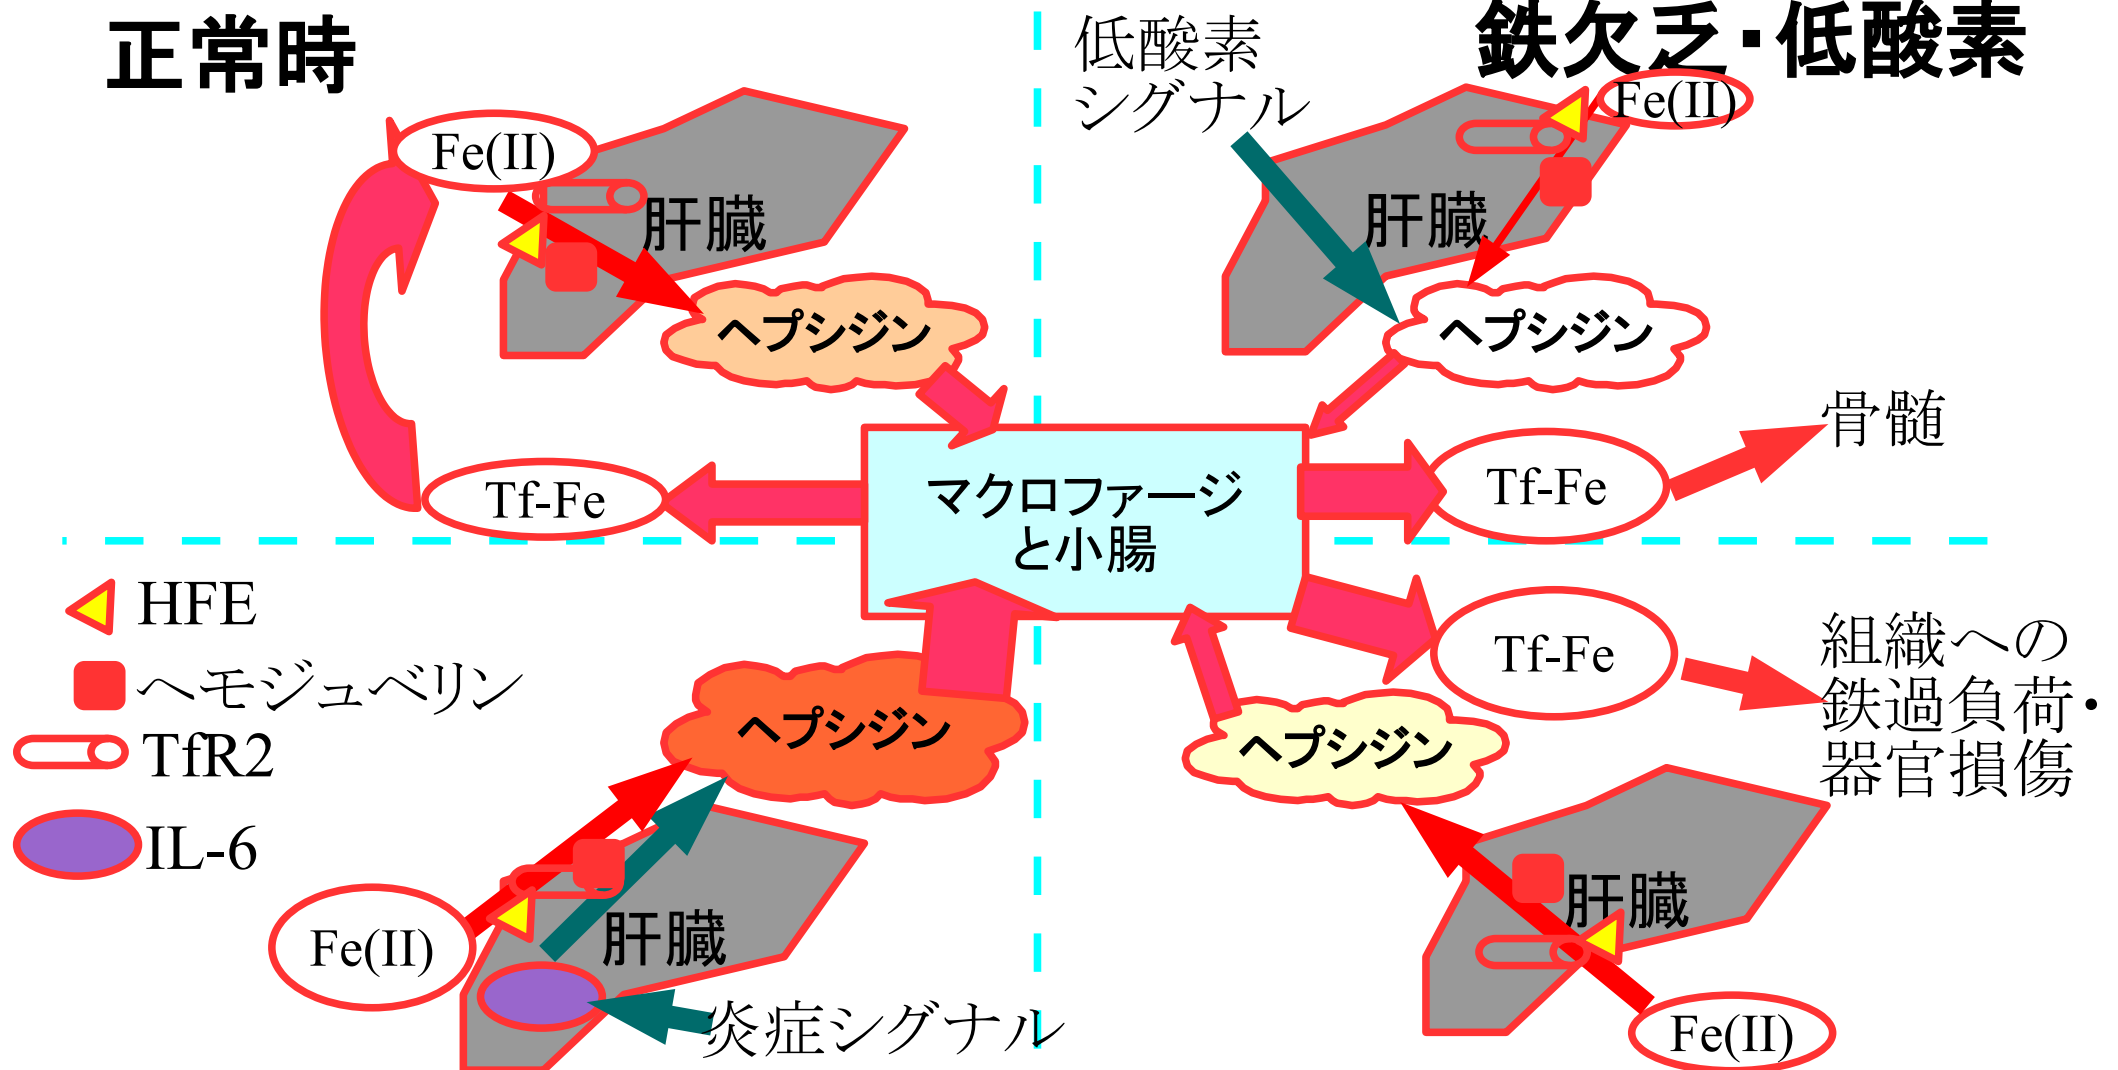 正常時
低酸素
シグナル
鉄欠乏・低酸素
Fe(II)
肝臓
ヘプシジン
Fe(II)
肝臓
ヘプシジン
骨髄
Tf-Fe
マクロファージ
と小腸
Tf-Fe
HFE
ヘモジュベリン
TfR2
IL-6
ヘプシジン
Fe(II)
肝臓
炎症シグナル
Tf-Fe
組織への
鉄過負荷・
器官損傷
ヘプシジン
肝臓
Fe(II)